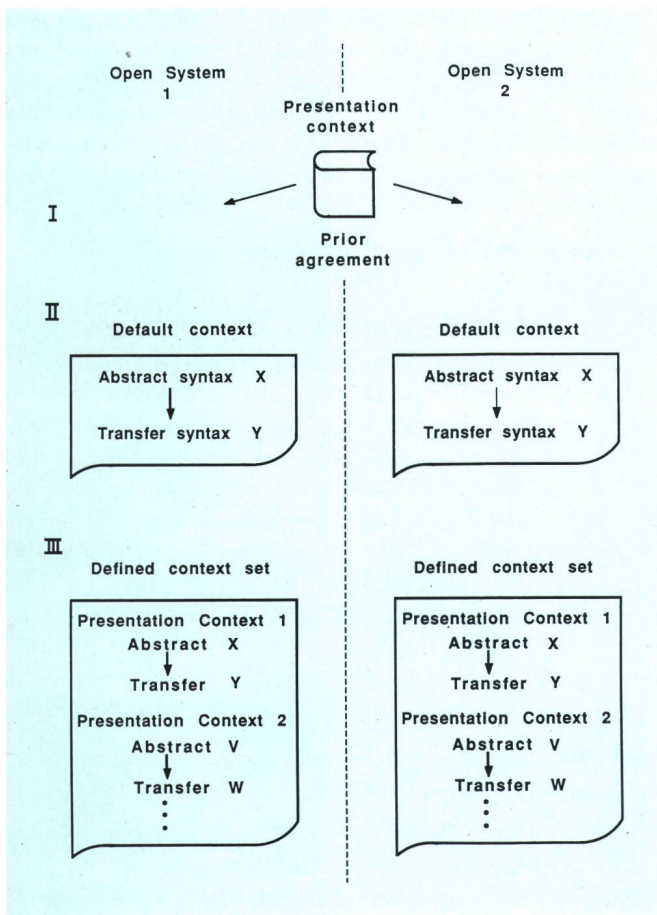 Open System
1
Open System
2
Presentation
context
I
Prior
agreement
II
Default context
Default context
Abstract syntax X
Transfer syntax Y
Abstract syntax X
Transfer syntax Y
III
Defined context set
Defined context set
Presentation Context 1
Abstract X
Transfer Y
Presentation Context 2
Abstract V
Transfer W
Presentation Context 1
Abstract X
Transfer Y
Presentation Context 2
Abstract V
Transfer W